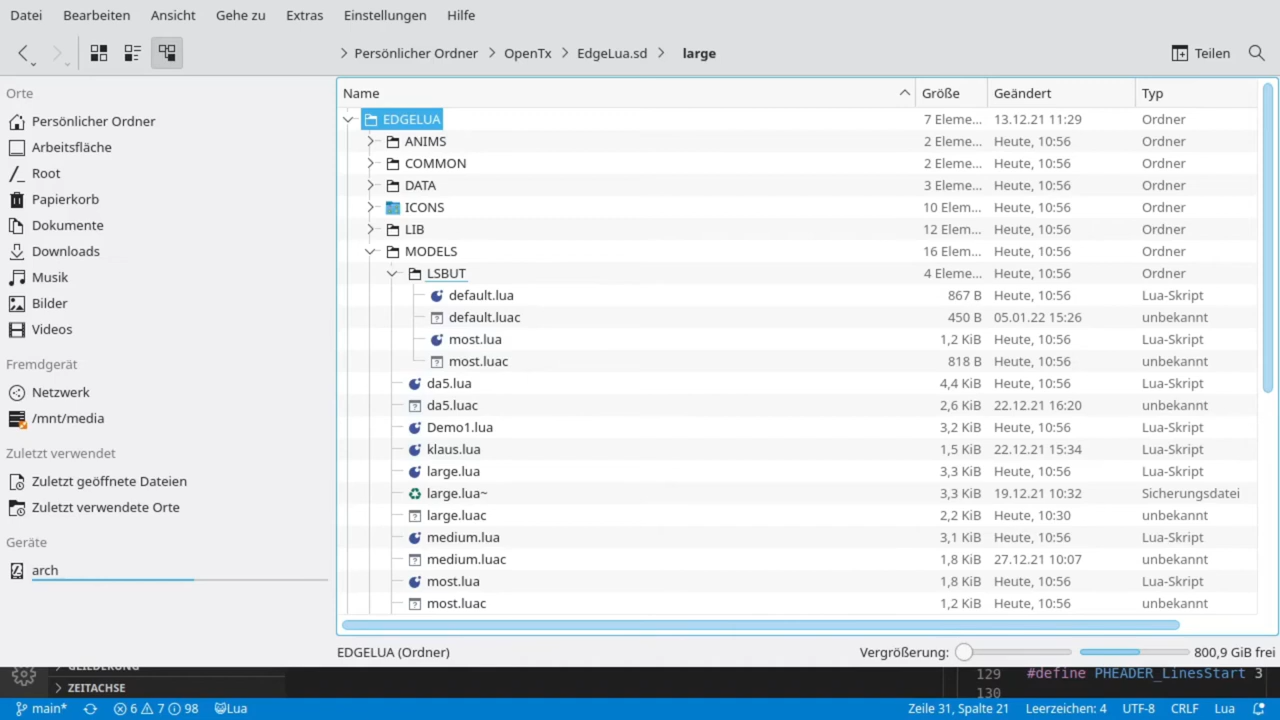 Datei Bearbeiten Ansicht Gehe zu Extras Einstellungen Hilfe
Persönlicher Ordner OpenTx EdgeLua.sd large Teilen
Orte
Persönlicher Ordner
Arbeitsfläche
Root
Papierkorb
Dokumente
Downloads
Musik
Bilder
Videos
Fremdgerät
Netzwerk
/mnt/media
Zuletzt verwendet
Zuletzt geöffnete Dateien
Zuletzt verwendete Orte
Geräte
arch
Name Größe Geändert Typ
EDGELUA 7 Eleme... 13.12.21 11:29 Ordner
ANIMS 2 Eleme... Heute, 10:56 Ordner
COMMON 2 Eleme... Heute, 10:56 Ordner
DATA 3 Eleme... Heute, 10:56 Ordner
ICONS 10 Elem... Heute, 10:56 Ordner
LIB 12 Elem... Heute, 10:56 Ordner
MODELS 16 Elem... Heute, 10:56 Ordner
LSBUT 4 Eleme... Heute, 10:56 Ordner
default.lua 867 B Heute, 10:56 Lua-Skript
default.luac 450 B 05.01.22 15:26 unbekannt
most.lua 1,2 KiB Heute, 10:56 Lua-Skript
most.luac 818 B Heute, 10:56 unbekannt
da5.lua 4,4 KiB Heute, 10:56 Lua-Skript
da5.luac 2,6 KiB 22.12.21 16:20 unbekannt
Demo1.lua 3,2 KiB Heute, 10:56 Lua-Skript
klaus.lua 1,5 KiB 22.12.21 15:34 Lua-Skript
large.lua 3,3 KiB Heute, 10:56 Lua-Skript
large.lua~ 3,3 KiB 19.12.21 10:32 Sicherungsdatei
large.luac 2,2 KiB Heute, 10:30 unbekannt
medium.lua 3,1 KiB Heute, 10:56 Lua-Skript
medium.luac 1,8 KiB 27.12.21 10:07 unbekannt
most.lua 1,8 KiB Heute, 10:56 Lua-Skript
most.luac 1,2 KiB Heute, 10:56 unbekannt
EDGELUA (Ordner) Vergrößerung: 800,9 GiB frei
GLIEDERUNG
ZEITACHSE
129 #define PHEADER_LinesStart 3
130
main* 6 7 98 Lua Zeile 31, Spalte 21 Leerzeichen: 4 UTF-8 CRLF Lua